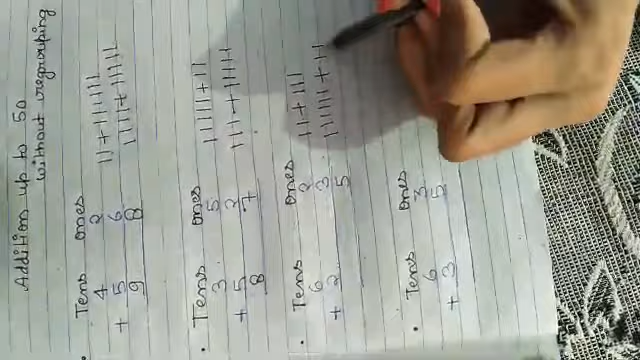 Addition up to 50
without regrouping
Tens ones
4 2 || + ||||||
+ 5 6 |||| + |||||
9 8
Tens ones
3 5 ||||| + ||
+ 5 2 ||| + |||||
8 7
Tens ones
6 2 || + |||
+ 2 3 |||||| + ||
5
Tens ones
6 3
+ 3 5